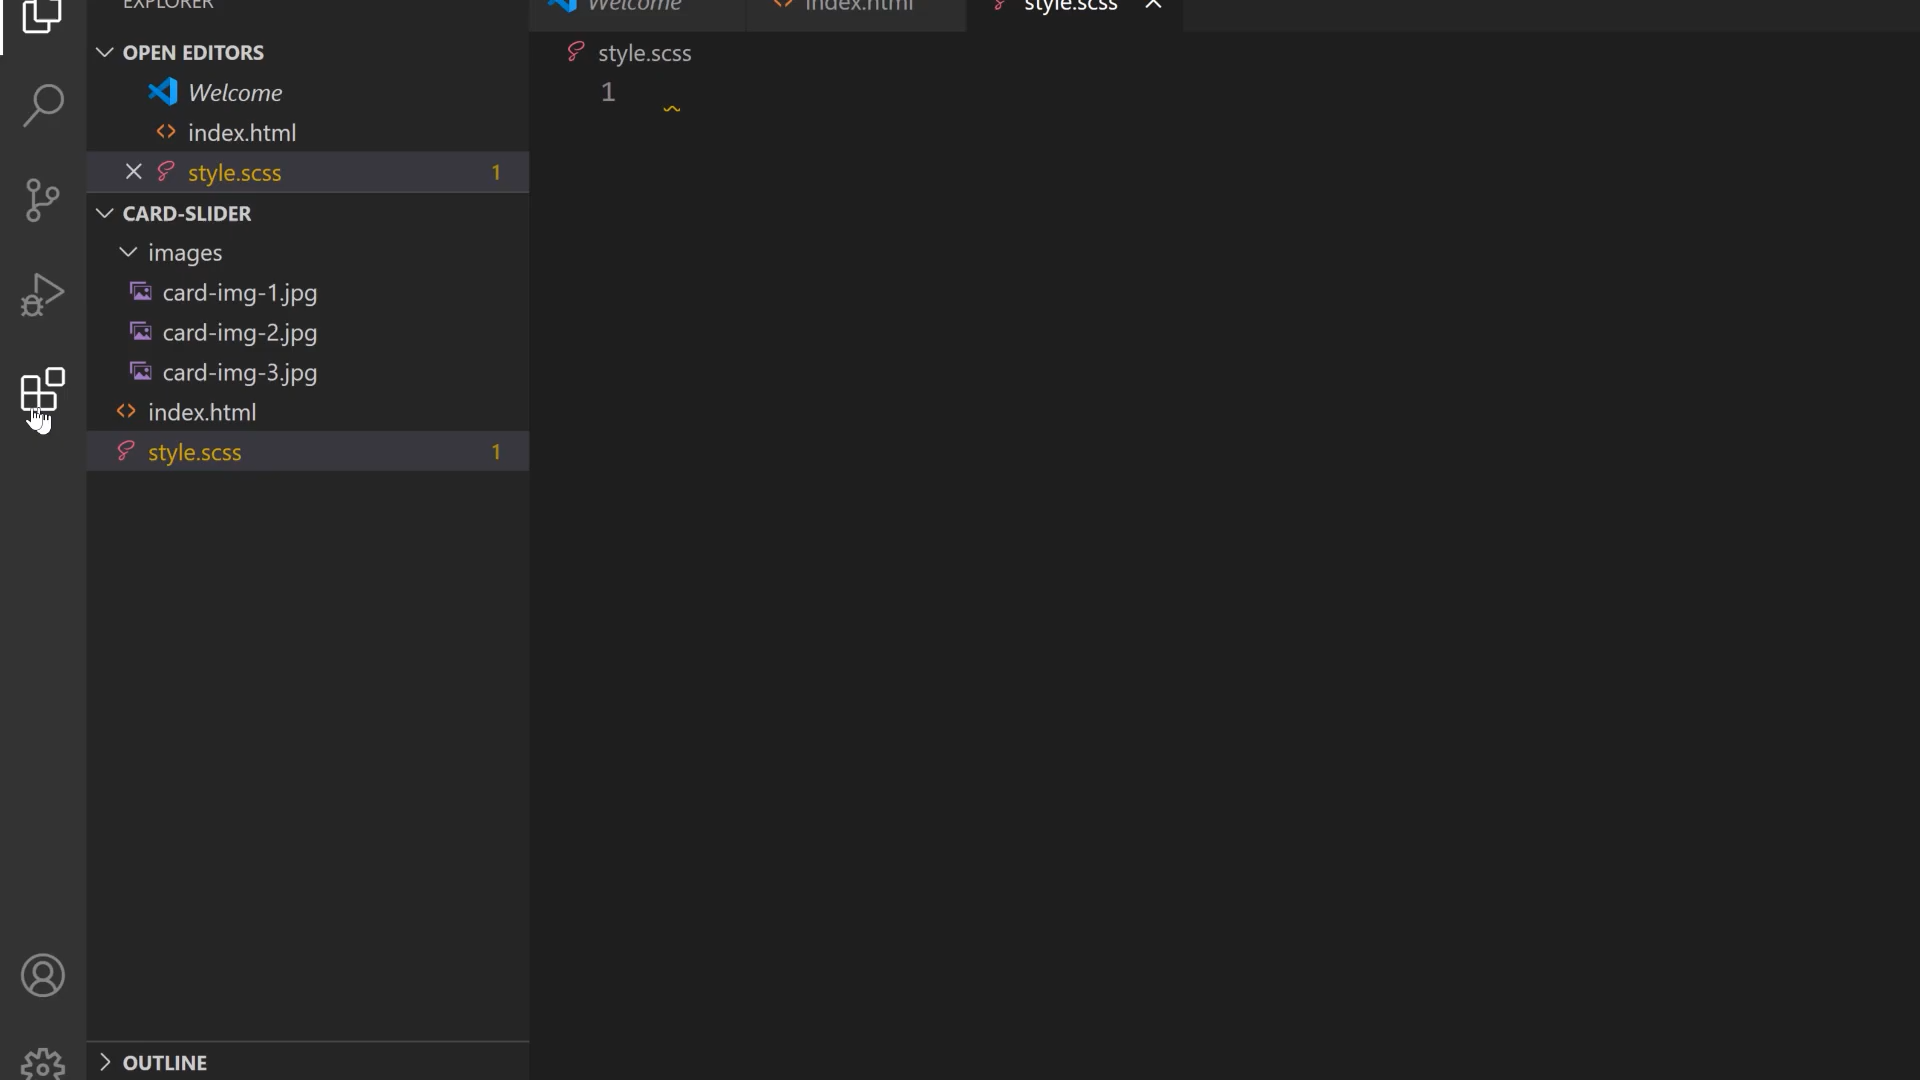 EXPLORER
Welcome
index.html
style.scss
OPEN EDITORS
Welcome
index.html
style.scss 1
CARD-SLIDER
images
card-img-1.jpg
card-img-2.jpg
card-img-3.jpg
index.html
style.scss 1
OUTLINE
style.scss
1